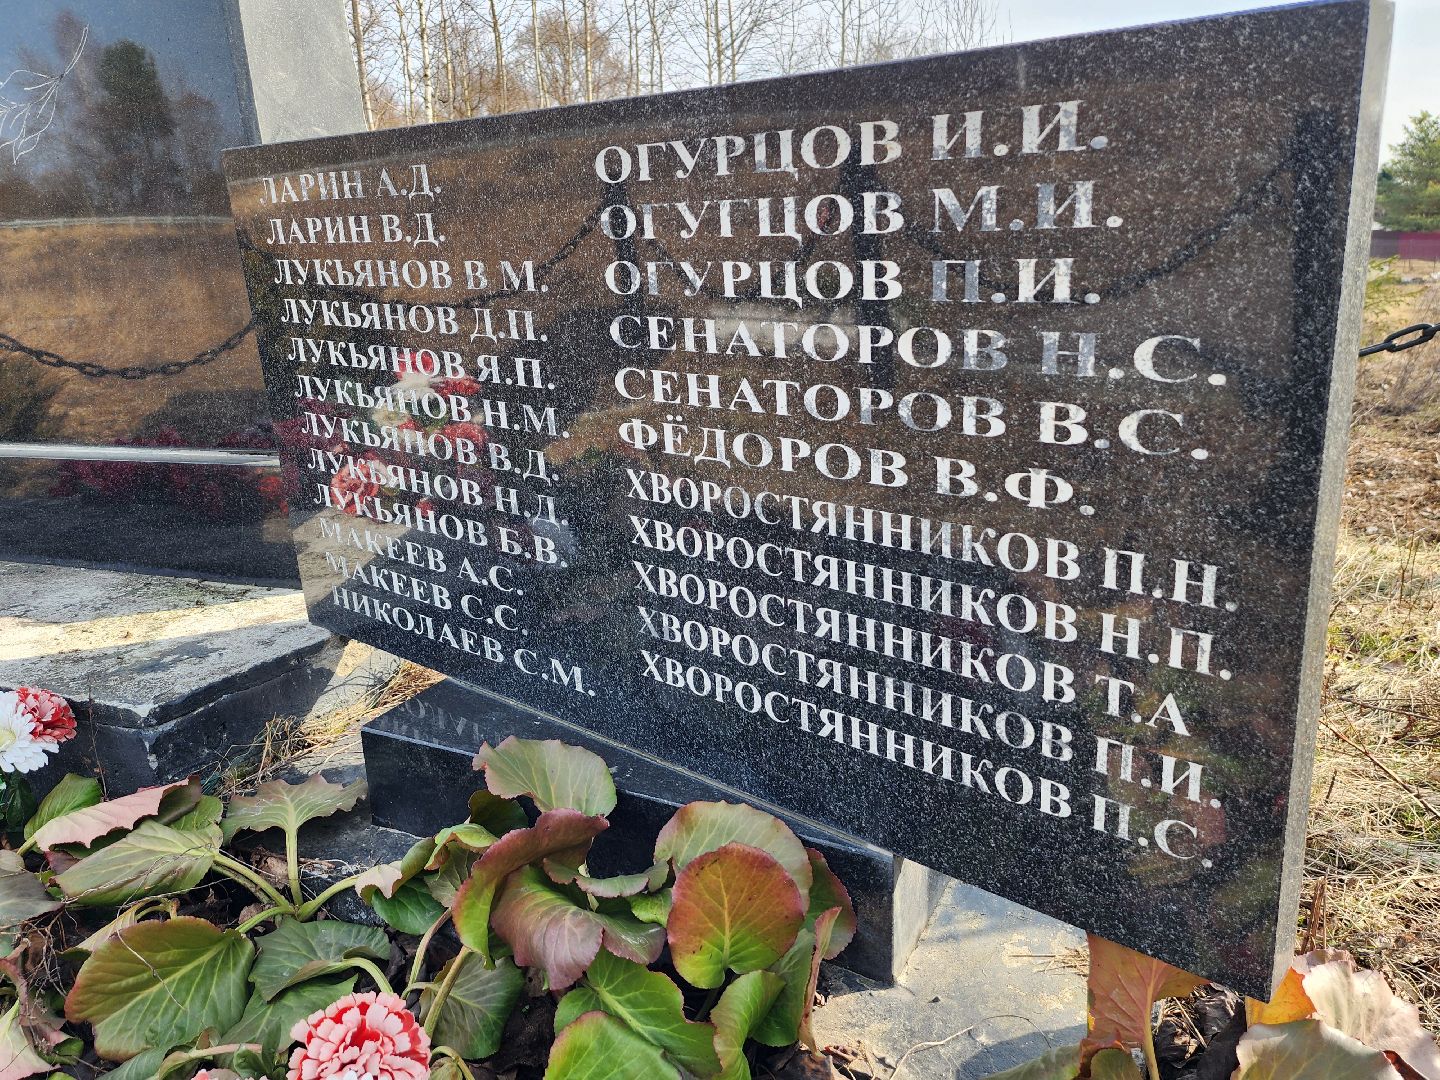 ЛАРИН А.Д.
ЛАРИН В.Д.
ЛУКЬЯНОВ В М.
ЛУКЬЯНОВ Д.П.
ЛУКЬЯНОВ Я.П.
ЛУКЬЯНОВ Н.М.
ЛУКЬЯНОВ В.Д.
ЛУКЬЯНОВ Н.Д.
ЛУКЬЯНОВ Б.В.
МАКЕЕВ А.С.
МАКЕЕВ С.С.
НИКОЛАЕВ С.М.
ОГУРЦОВ И.И.
ОГУГЦОВ М.И.
ОГУРЦОВ П.И.
СЕНАТОРОВ Н.С.
СЕНАТОРОВ В.С.
ФЁДОРОВ В.Ф.
ХВОРОСТЯННИКОВ П.Н.
ХВОРОСТЯННИКОВ Н.П.
ХВОРОСТЯННИКОВ Т.А
ХВОРОСТЯННИКОВ П.И.
ХВОРОСТЯННИКОВ П.С.